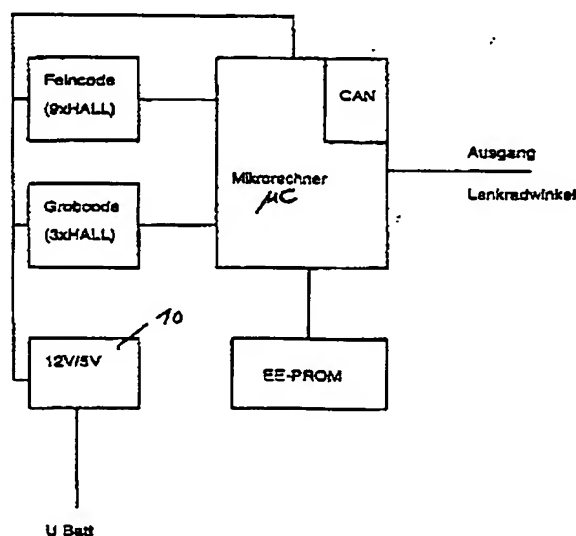 Feincode
(9xHALL)
CAN
Ausgang
Mikrorechner
µC
Lenkradwinkel
Grobcode
(3xHALL)
10
12V/5V
EE-PROM
U Batt